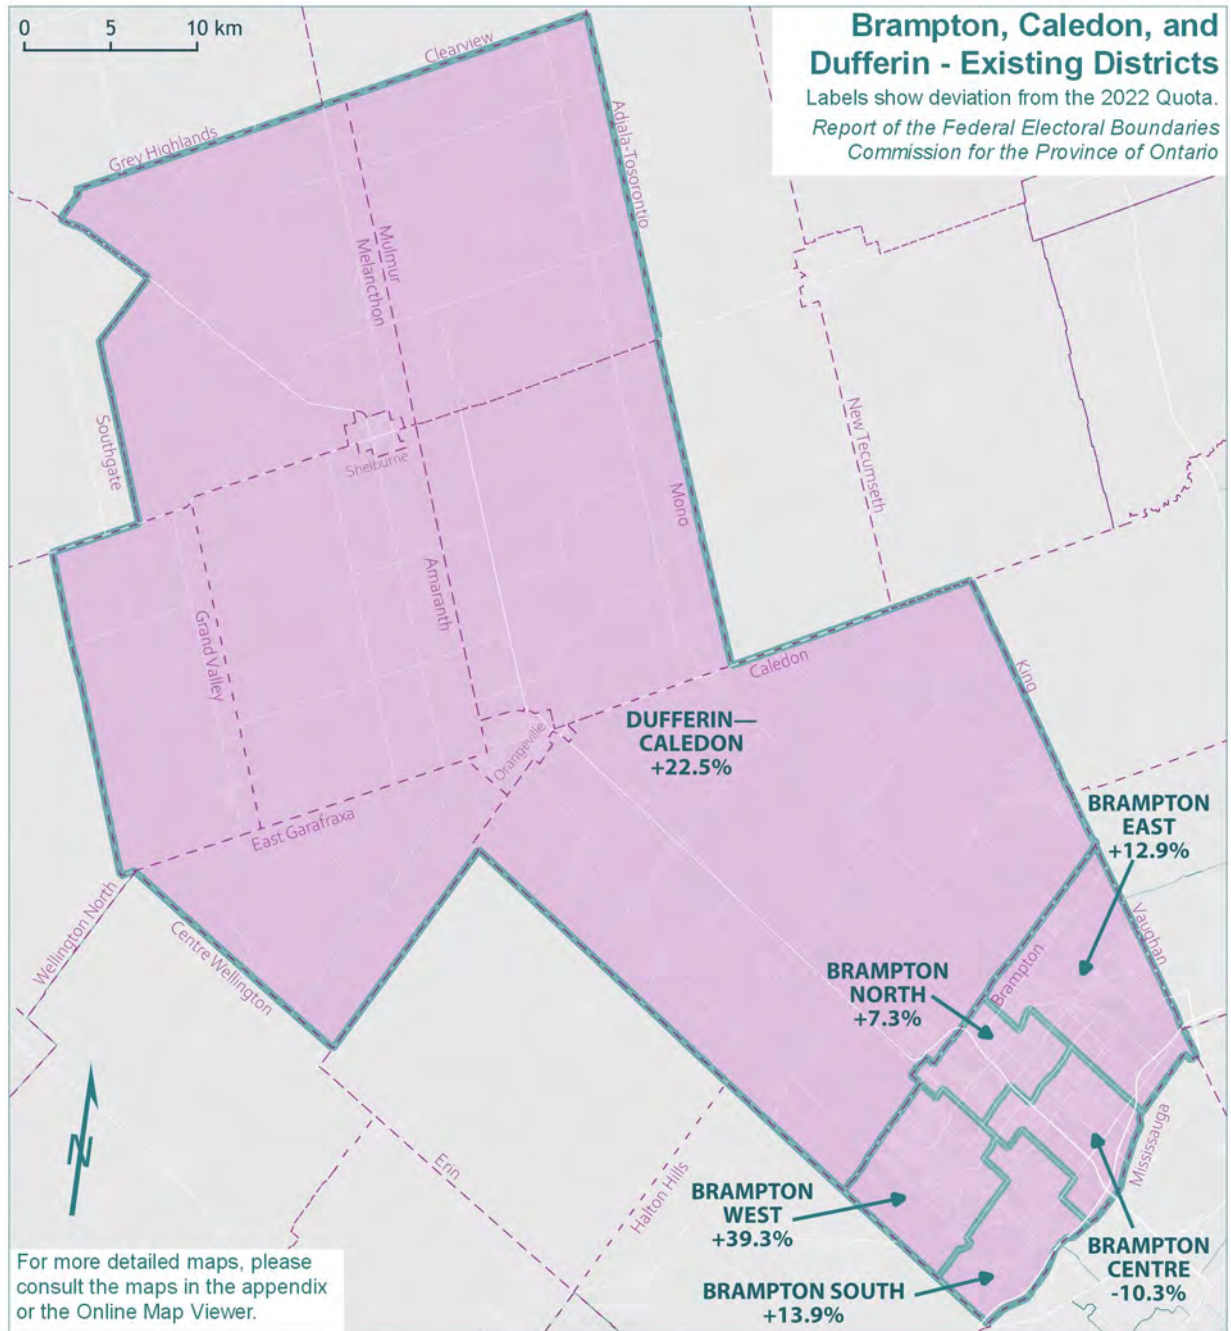 0 5 10 km
Brampton, Caledon, and
Dufferin - Existing Districts
Labels show deviation from the 2022 Quota.
Report of the Federal Electoral Boundaries
Commission for the Province of Ontario
Clearview
Grey Highlands
Adjala-Tosorontio
Mulmur
Melancthon
Southgate
Shelburne
New Tecumseth
Mono
Amaranth
Grand Valley
Caledon
King
Orangeville
DUFFERIN—
CALEDON
+22.5%
East Garafraxa
BRAMPTON
EAST
+12.9%
Wellington North
Centre Wellington
Vaughan
Brampton
BRAMPTON
NORTH
+7.3%
Mississauga
Erin
Halton Hills
N
BRAMPTON
WEST
+39.3%
BRAMPTON
CENTRE
-10.3%
BRAMPTON SOUTH
+13.9%
For more detailed maps, please
consult the maps in the appendix
or the Online Map Viewer.